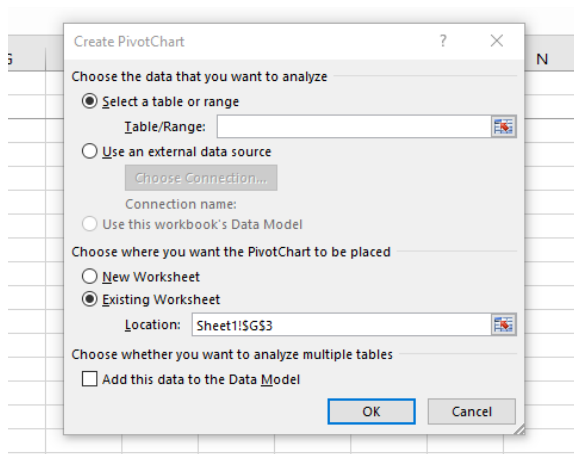 Create PivotChart ?
G N
Choose the data that you want to analyze
Select a table or range
Table/Range:
Use an external data source
Choose Connection...
Connection name:
Use this workbook's Data Model
Choose where you want the PivotChart to be placed
New Worksheet
Existing Worksheet
Location: Sheet1!$G$3
Choose whether you want to analyze multiple tables
Add this data to the Data Model
OK Cancel